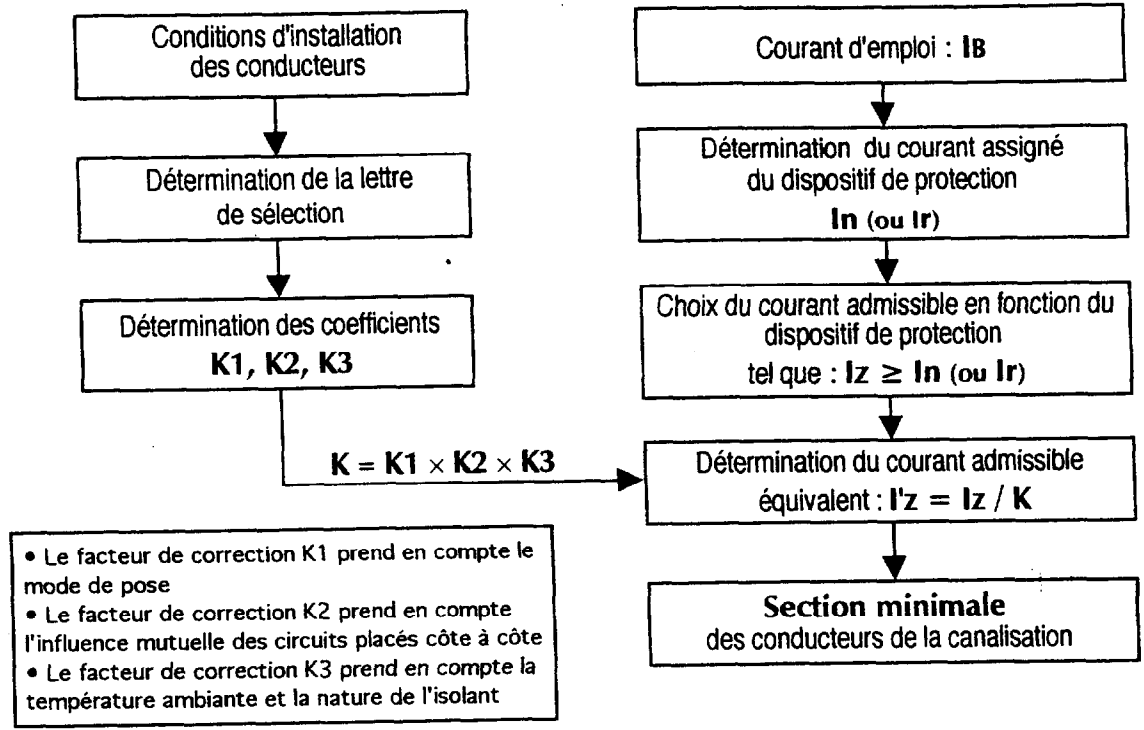 Conditions d'installation
des conducteurs
Détermination de la lettre
de sélection
Détermination des coefficients
K1, K2, K3
K = K1 × K2 × K3
Courant d'emploi : IB
Détermination du courant assigné
du dispositif de protection
In (ou Ir)
Choix du courant admissible en fonction du
dispositif de protection
tel que : Iz ≥ In (ou Ir)
Détermination du courant admissible
équivalent : I'z = Iz / K
Section minimale
des conducteurs de la canalisation
• Le facteur de correction K1 prend en compte le
mode de pose
• Le facteur de correction K2 prend en compte
l'influence mutuelle des circuits placés côte à côte
• Le facteur de correction K3 prend en compte la
température ambiante et la nature de l'isolant